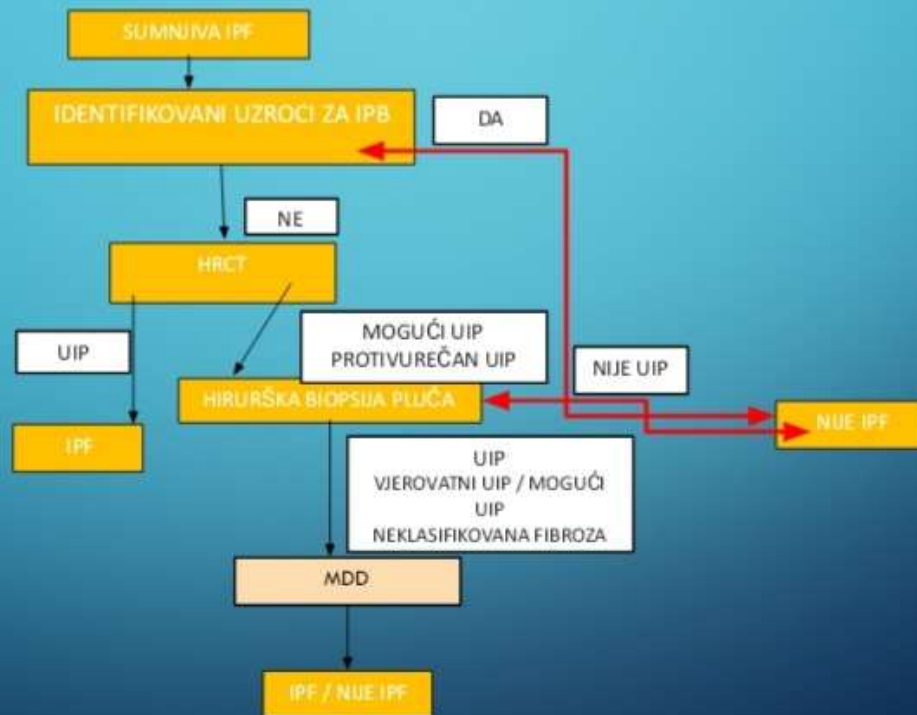 SUMNJIVA IPF
IDENTIFIKOVANI UZROCI ZA IPB
DA
NE
HRCT
UIP
MOGUĆI UIP
PROTIVUREČAN UIP
NIJE UIP
HIRURŠKA BIOPSIJA PLUĆA
IPF
NIJE IPF
UIP
VJEROVATNI UIP / MOGUĆI
UIP
NEKLASIFIKOVANA FIBROZA
MDD
IPF / NIJE IPF